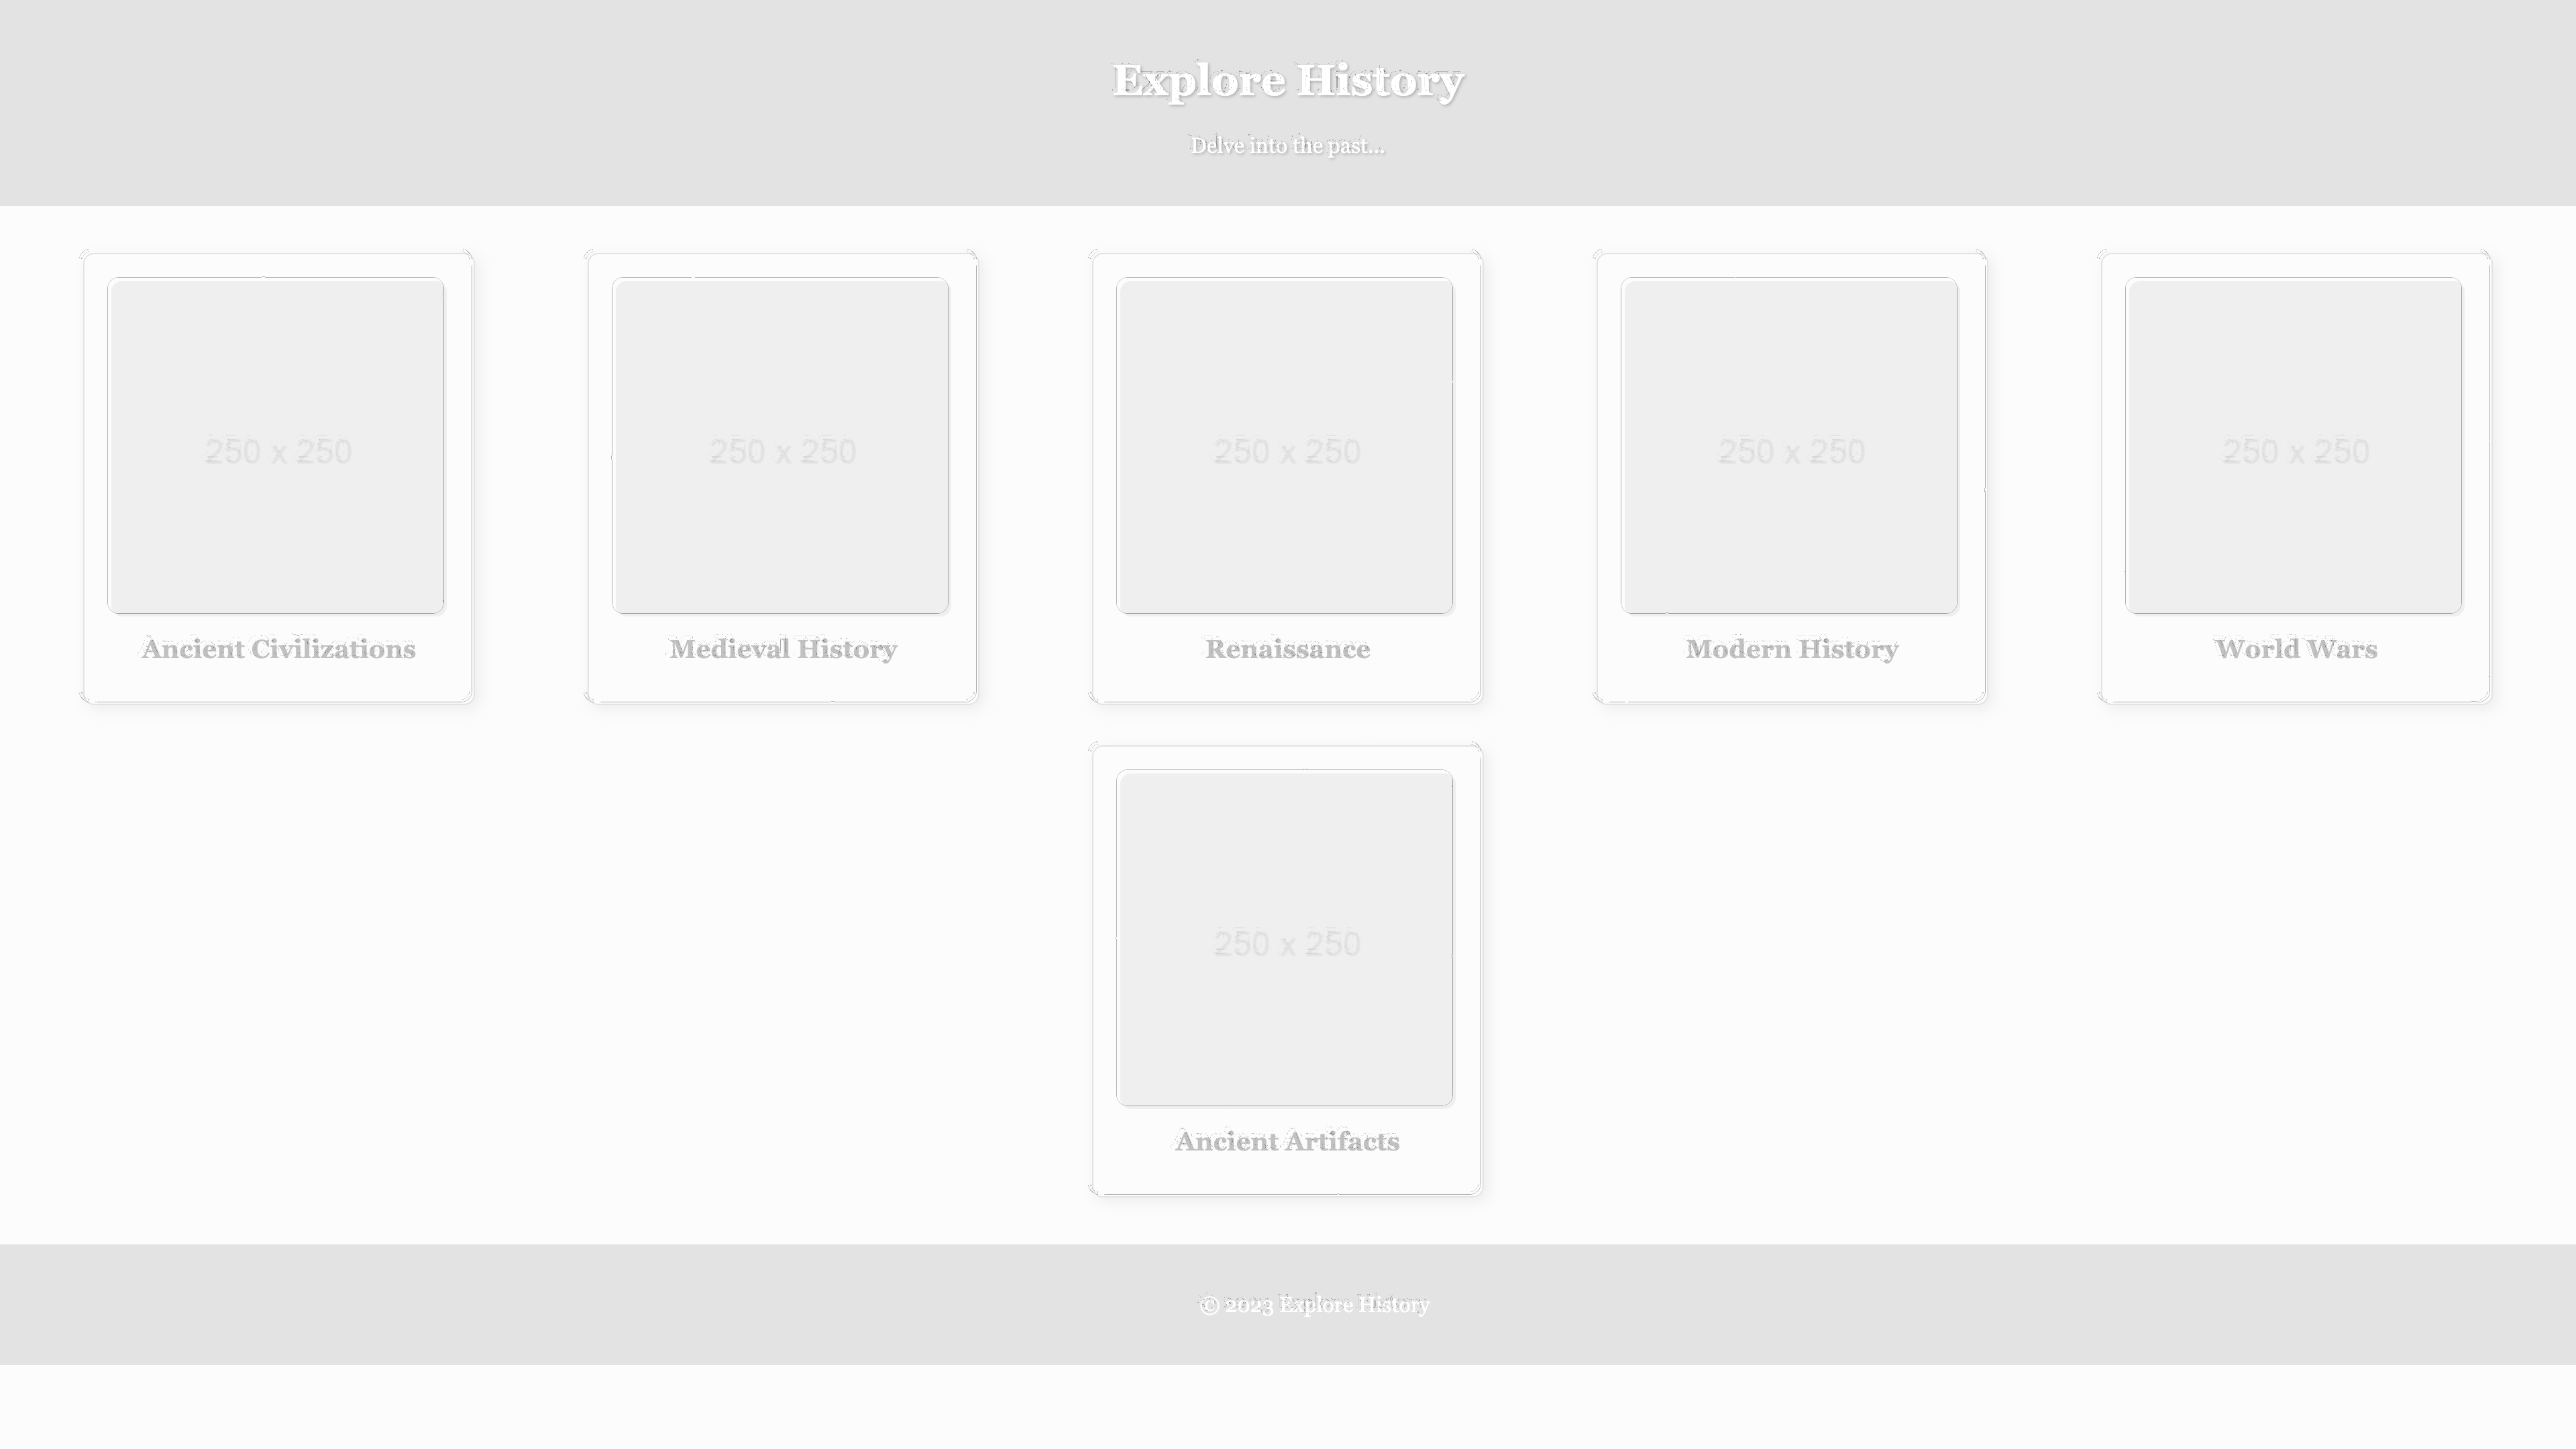 Explore History
Delve into the past...
250 x 250
250 x 250
250 x 250
250 x 250
250 x 250
Ancient Civilizations
Medieval History
Renaissance
Modern History
World Wars
250 x 250
Ancient Artifacts
© 2023 Explore History